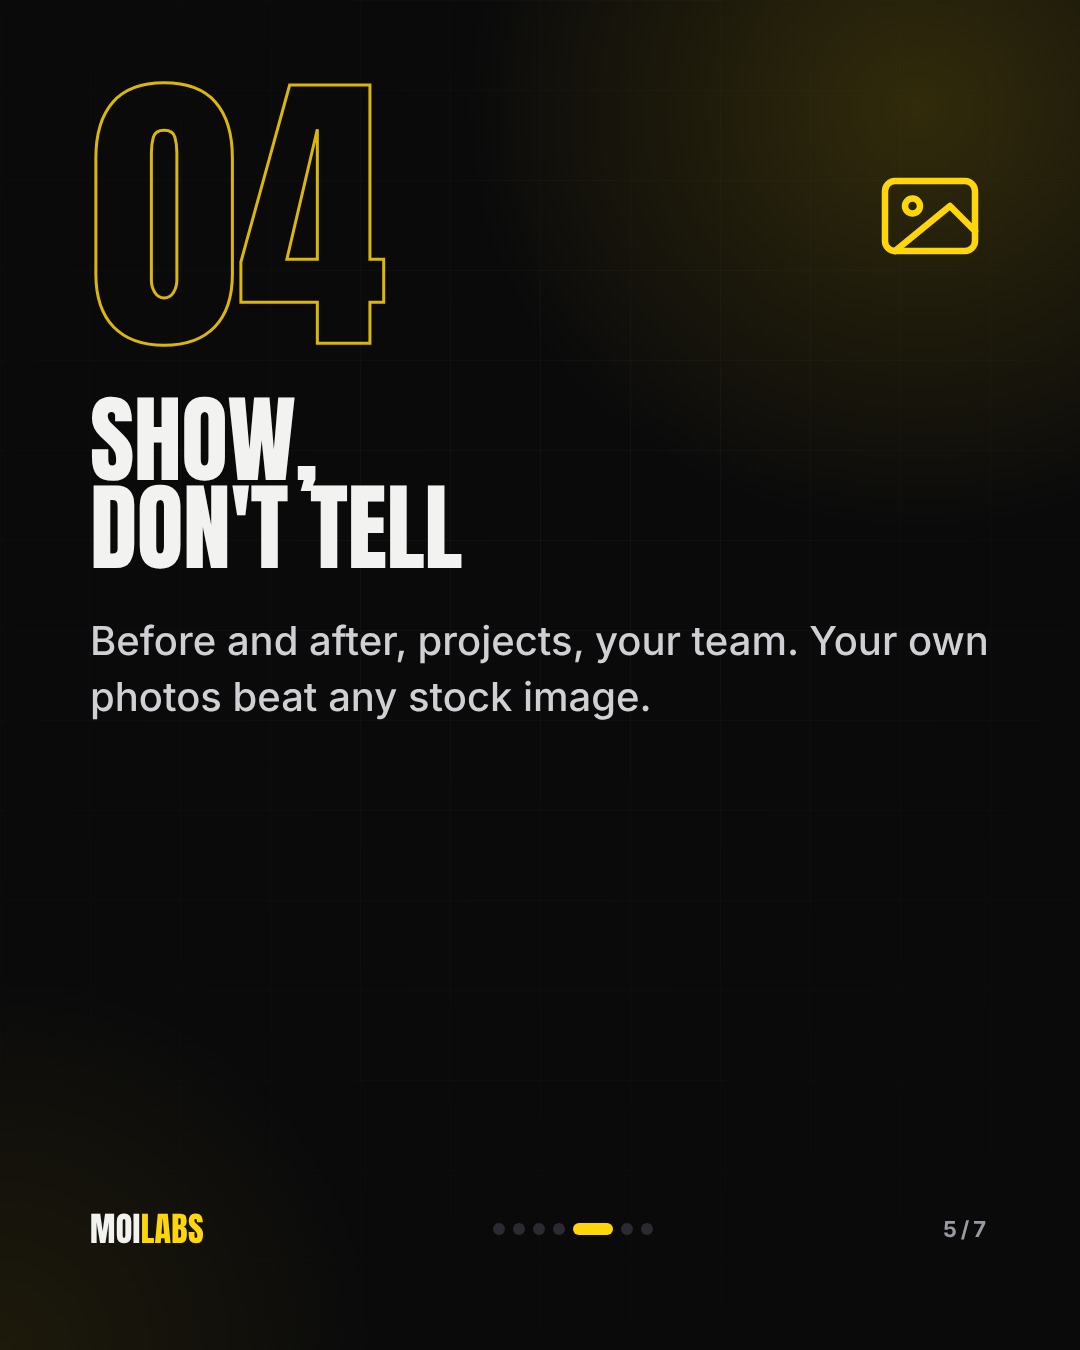 04
SHOW,
DON'T TELL
Before and after, projects, your team. Your own
photos beat any stock image.
MOILABS
5/7